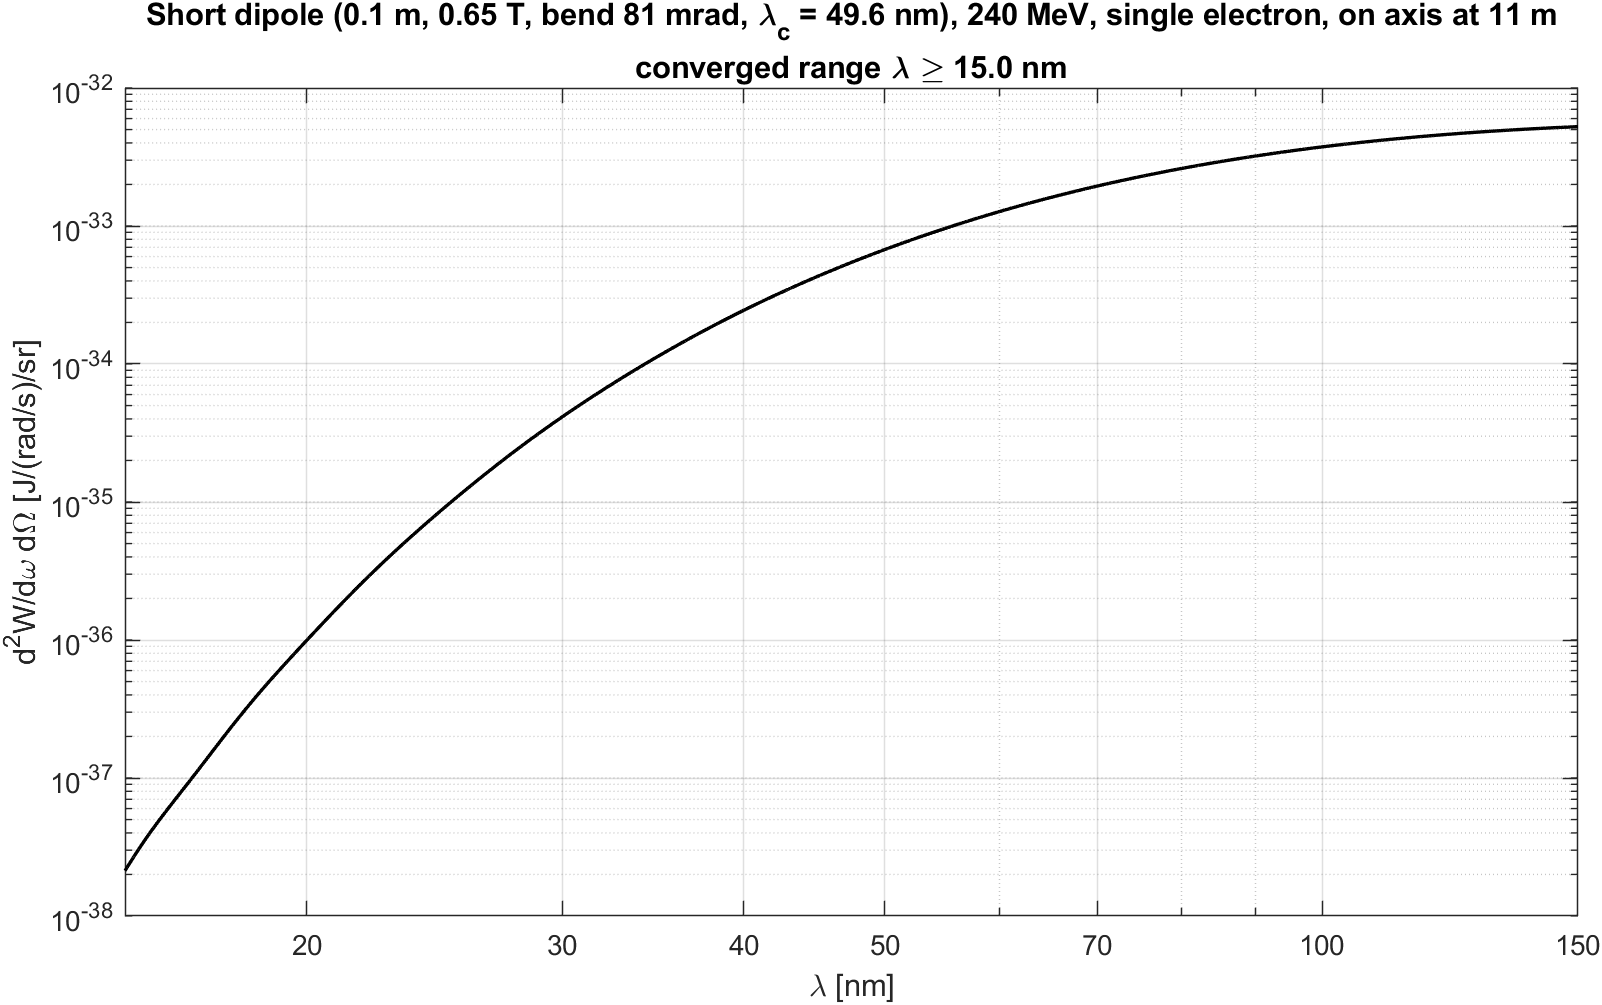 Short dipole (0.1 m, 0.65 T, bend 81 mrad, λc = 49.6 nm), 240 MeV, single electron, on axis at 11 m
converged range λ ≥ 15.0 nm
d²W/dω dΩ [J/(rad/s)/sr]
10^-32
10^-33
10^-34
10^-35
10^-36
10^-37
10^-38
20 30 40 50 70 100 150
λ [nm]